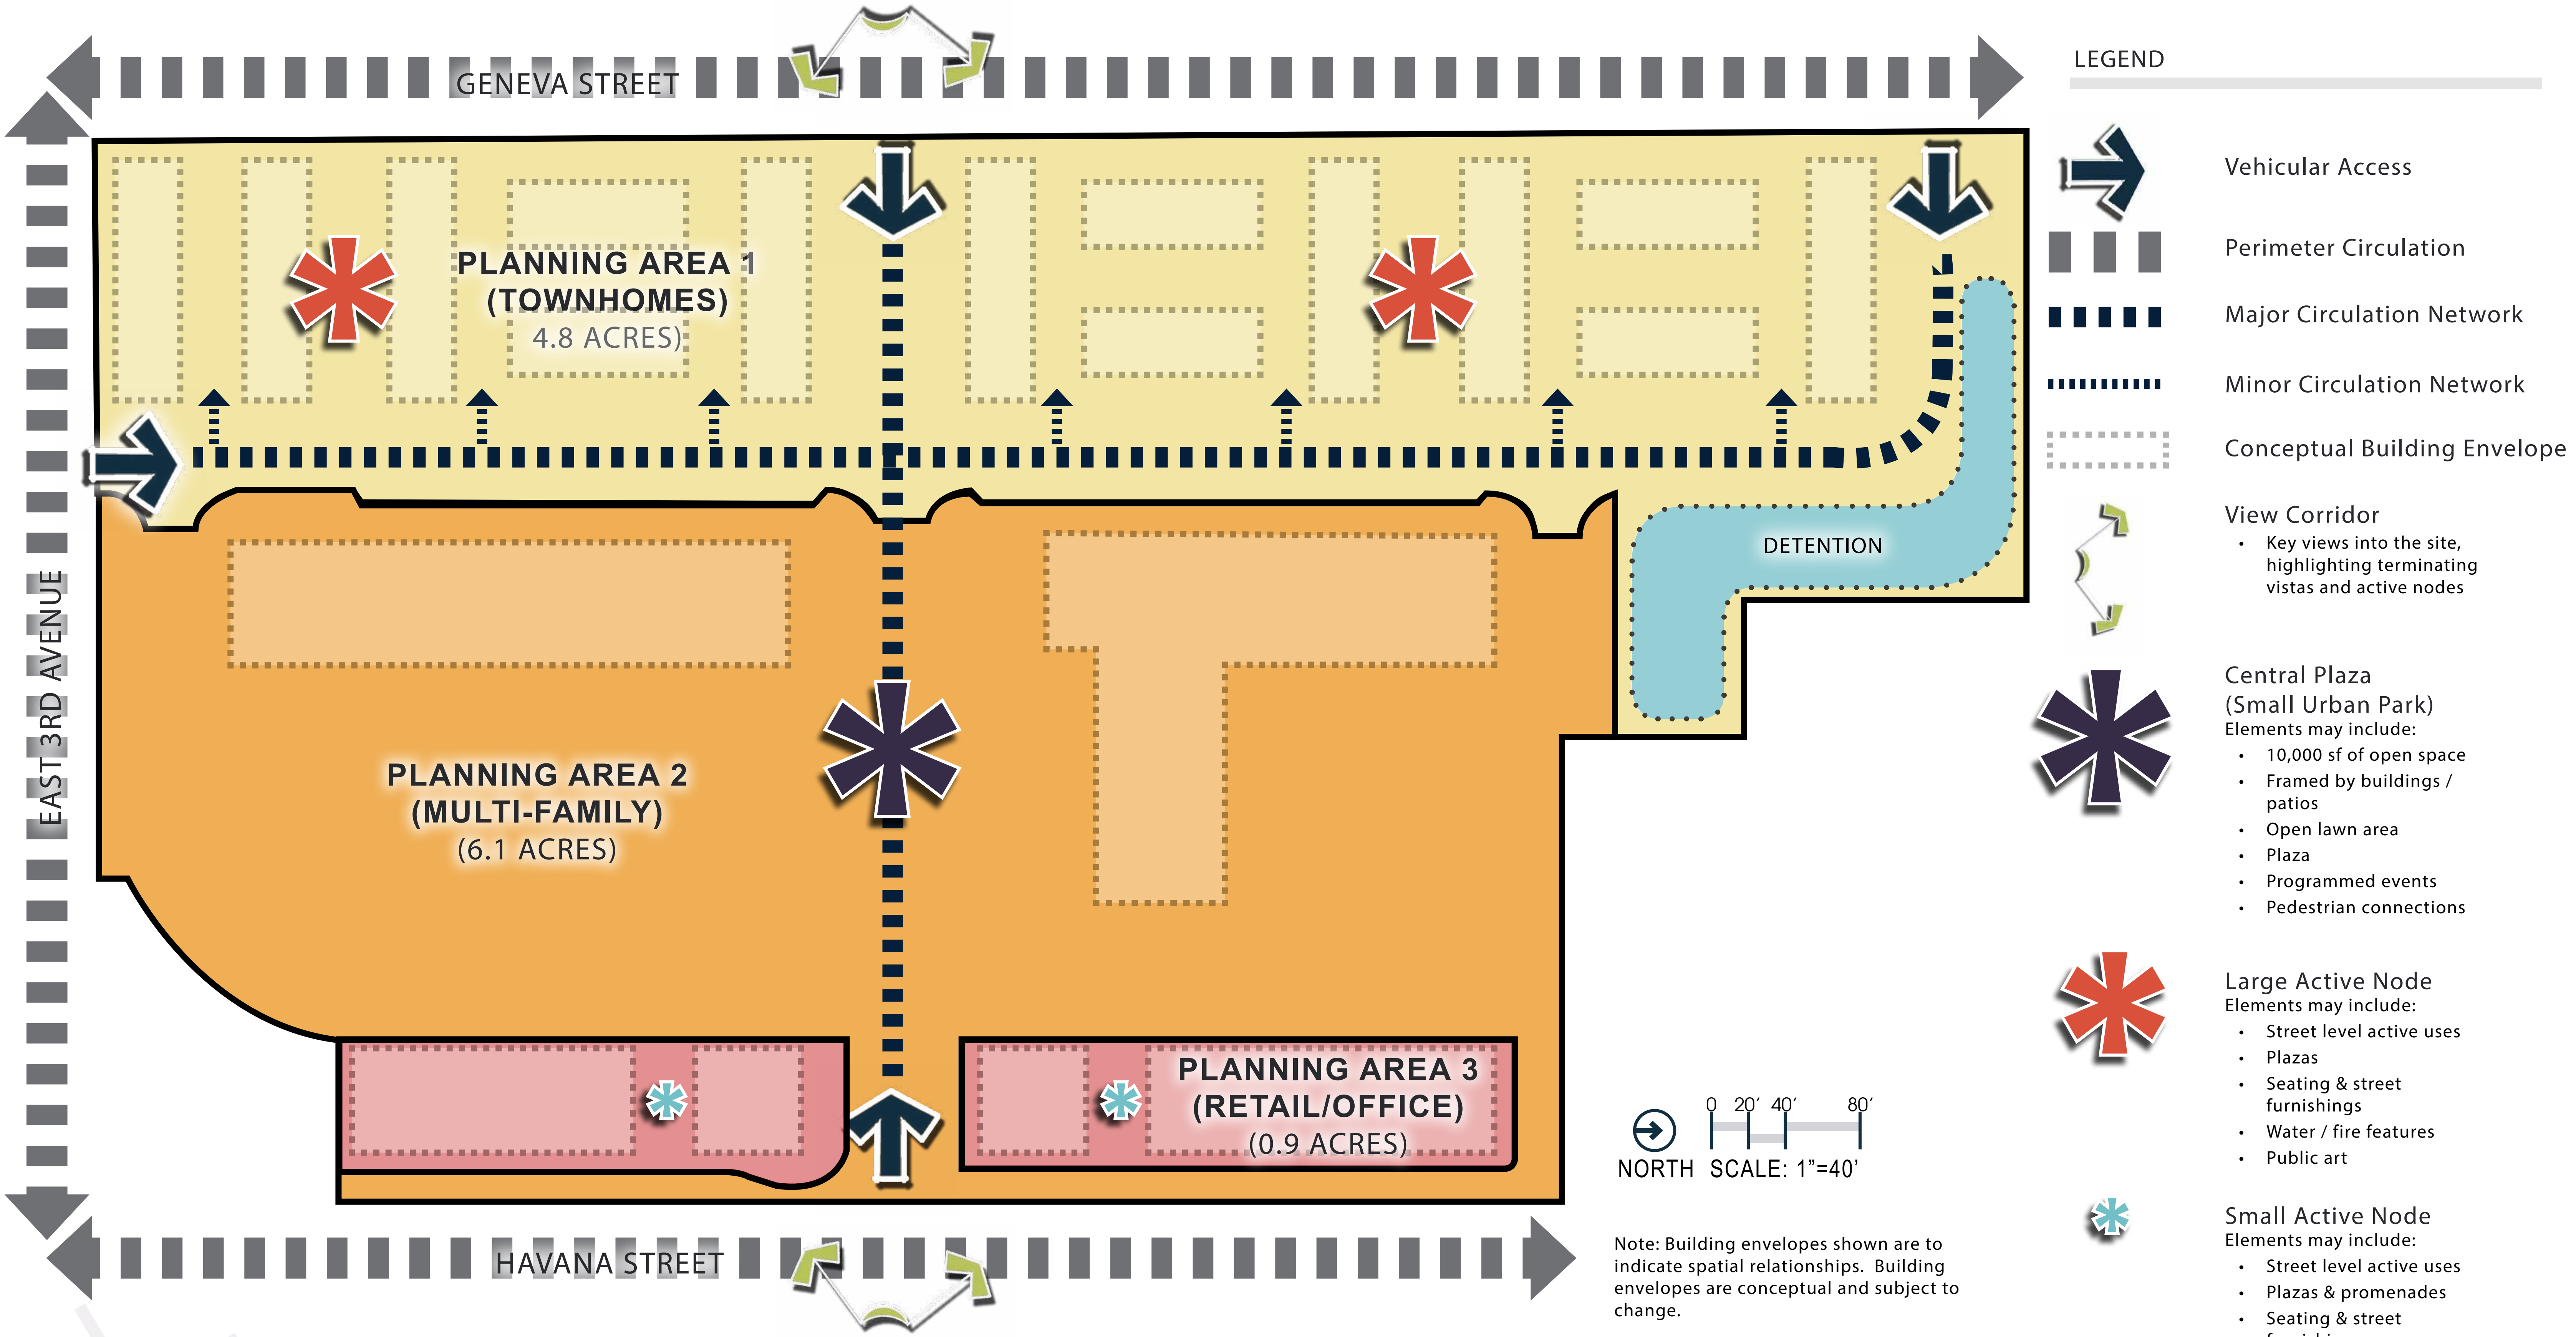 GENEVA STREET
EAST 3RD AVENUE
PLANNING AREA 1
(TOWNHOMES)
4.8 ACRES)
DETENTION
PLANNING AREA 2
(MULTI-FAMILY)
(6.1 ACRES)
PLANNING AREA 3
(RETAIL/OFFICE)
(0.9 ACRES)
HAVANA STREET
0 20' 40' 80'
NORTH SCALE: 1"=40'
Note: Building envelopes shown are to
indicate spatial relationships. Building
envelopes are conceptual and subject to
change.
LEGEND
Vehicular Access
Perimeter Circulation
Major Circulation Network
Minor Circulation Network
Conceptual Building Envelope
View Corridor
• Key views into the site,
highlighting terminating
vistas and active nodes
Central Plaza
(Small Urban Park)
Elements may include:
• 10,000 sf of open space
• Framed by buildings /
patios
• Open lawn area
• Plaza
• Programmed events
• Pedestrian connections
Large Active Node
Elements may include:
• Street level active uses
• Plazas
• Seating & street
furnishings
• Water / fire features
• Public art
Small Active Node
Elements may include:
• Street level active uses
• Plazas & promenades
• Seating & street